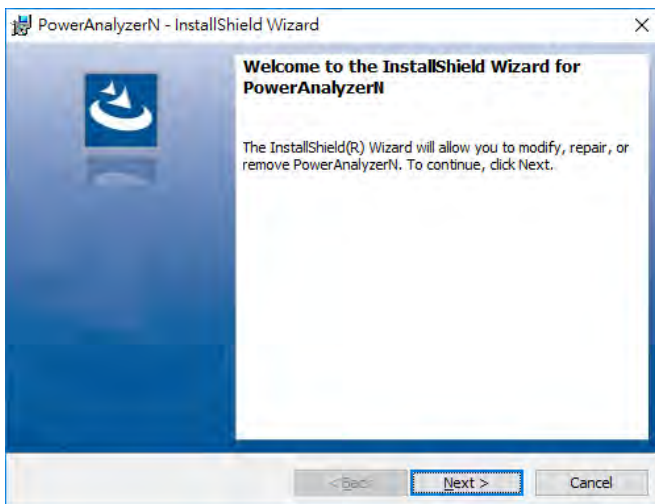 PowerAnalyzerN - InstallShield Wizard
Welcome to the InstallShield Wizard for
PowerAnalyzerN
The InstallShield(R) Wizard will allow you to modify, repair, or
remove PowerAnalyzerN. To continue, click Next.
< Back Next > Cancel